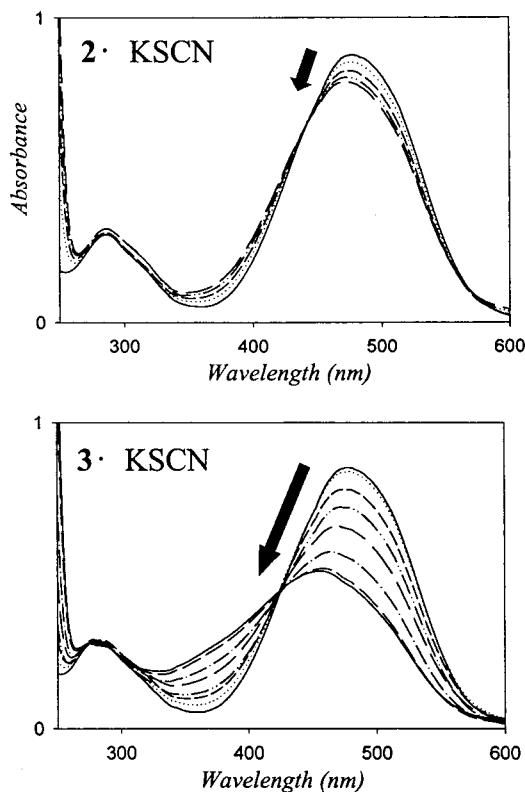 1
2· KSCN
Absorbance
0
300 400 500 600
Wavelength (nm)
1
3· KSCN
Absorbance
0
300 400 500 600
Wavelength (nm)